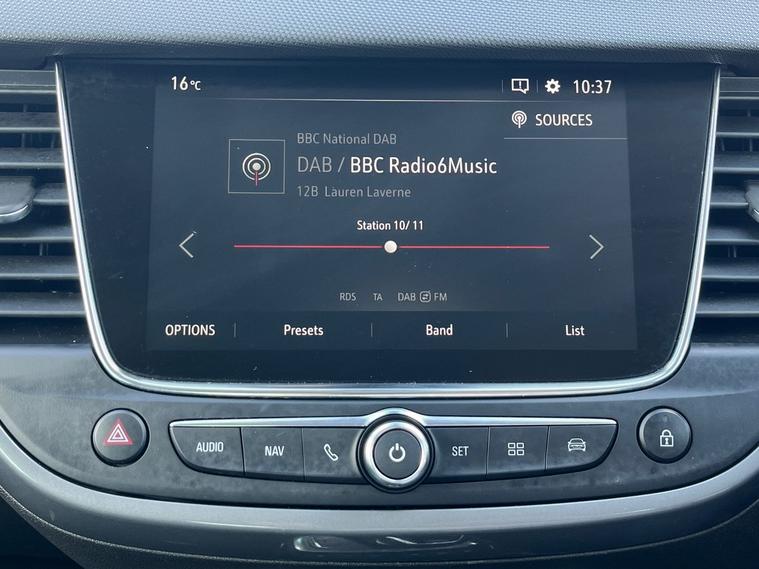 16°C 10:37
SOURCES
BBC National DAB
DAB / BBC Radio6Music
12B Lauren Laverne
Station 10/11
RDS TA DAB FM
OPTIONS Presets Band List
AUDIO NAV SET